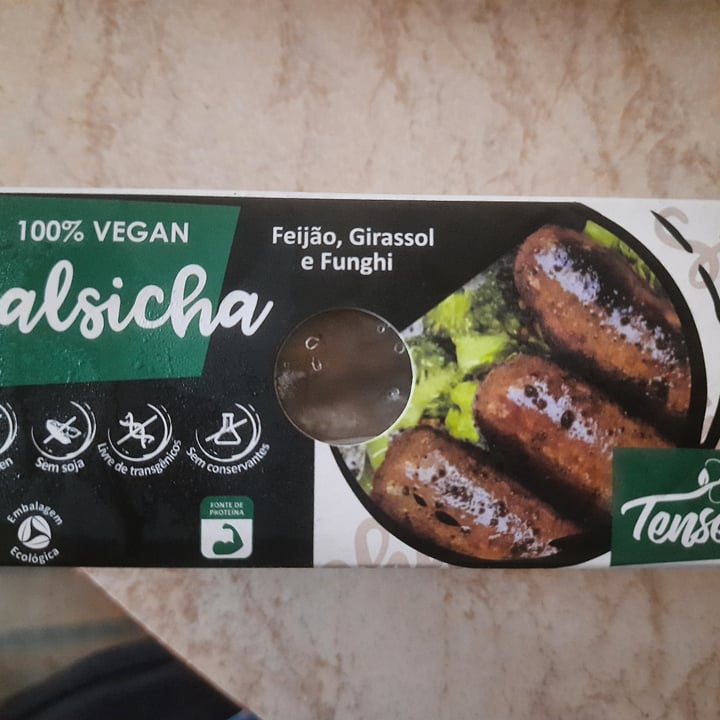 100% VEGAN
alsicha
Feijão, Girassol
e Funghi
en
Sem soja
Livre de transgênicos
Sem conservantes
Embalagem
Ecológica
FONTE DE
PROTEÍNA
Tense